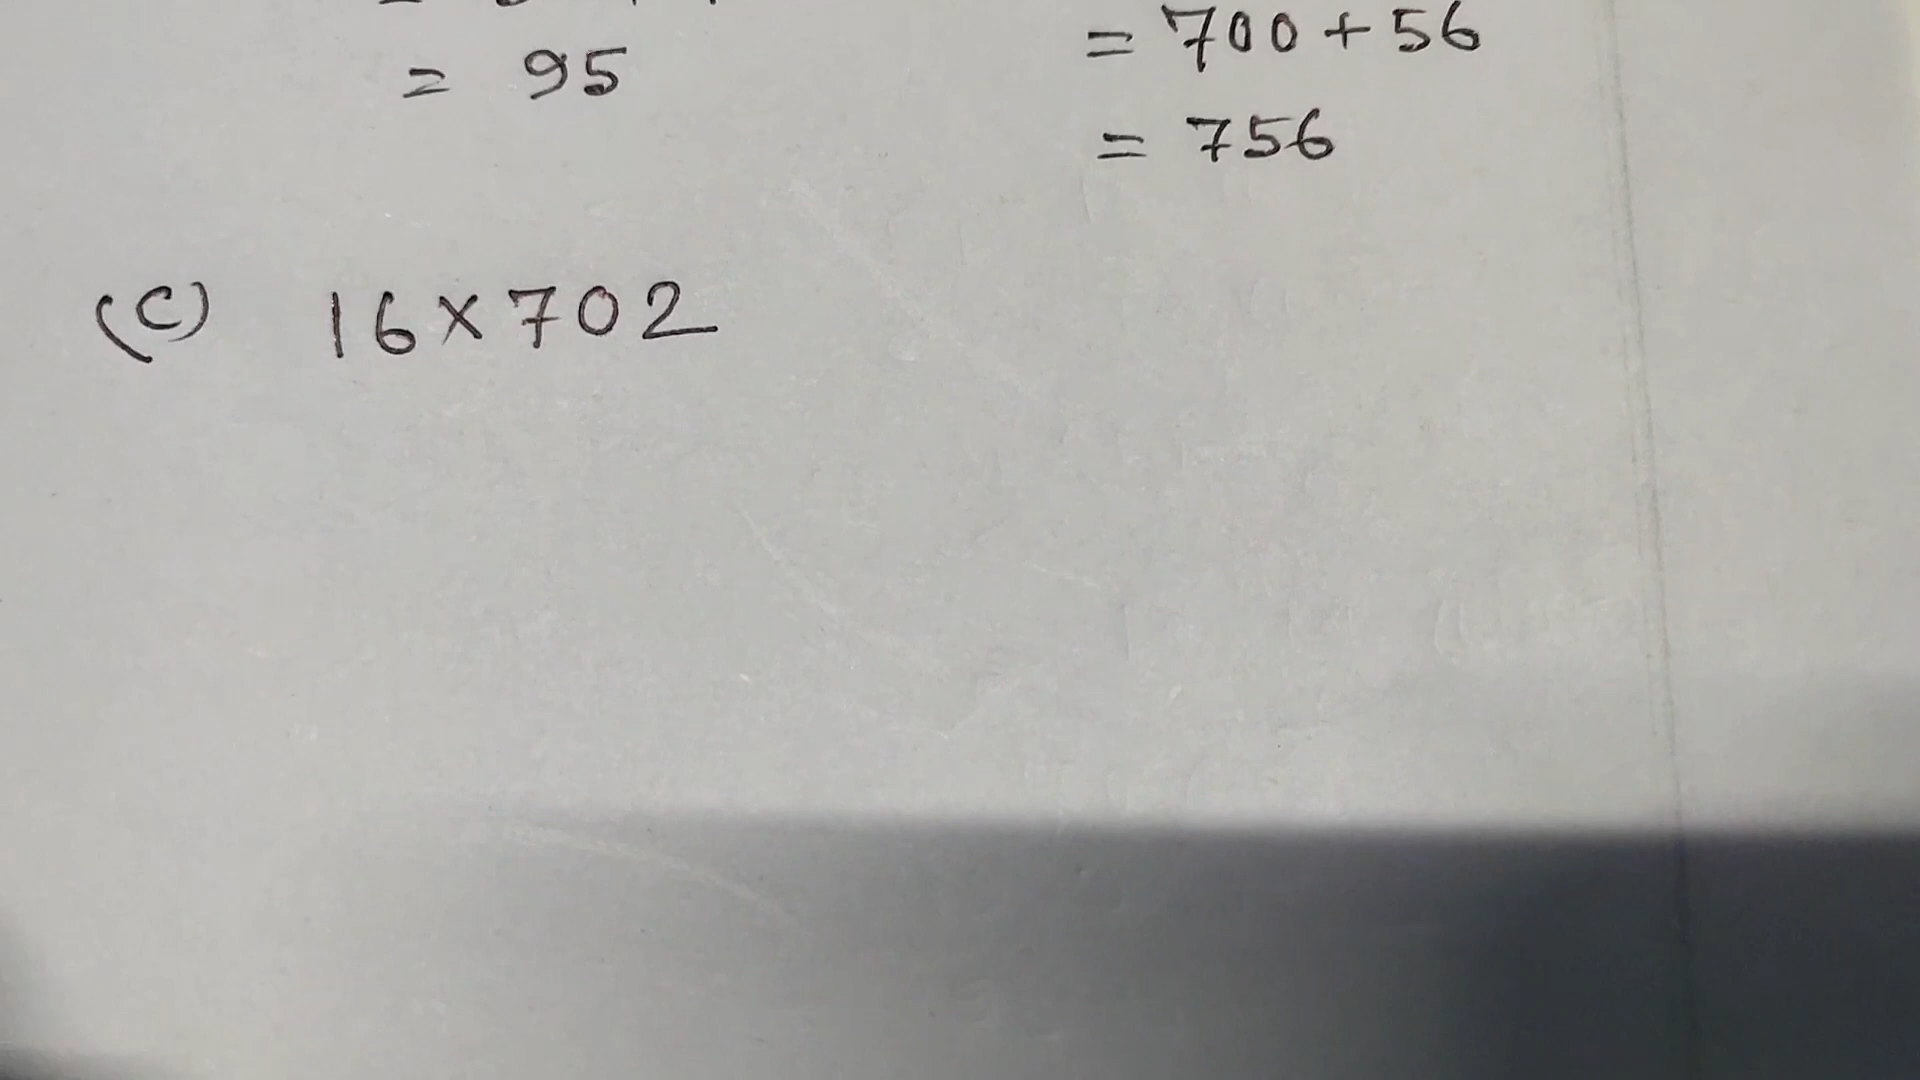 = 95
= 700 + 56
= 756
(C) 16 × 702